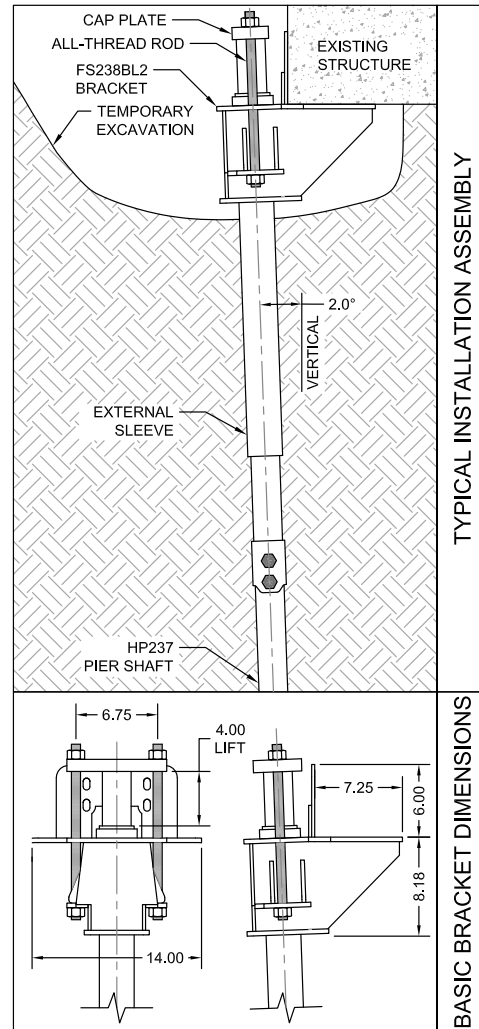 CAP PLATE
ALL-THREAD ROD
FS238BL2
BRACKET
TEMPORARY
EXCAVATION
EXISTING
STRUCTURE
2.0°
VERTICAL
EXTERNAL
SLEEVE
HP237
PIER SHAFT
TYPICAL INSTALLATION ASSEMBLY
6.75
4.00
LIFT
14.00
7.25
6.00
8.18
BASIC BRACKET DIMENSIONS